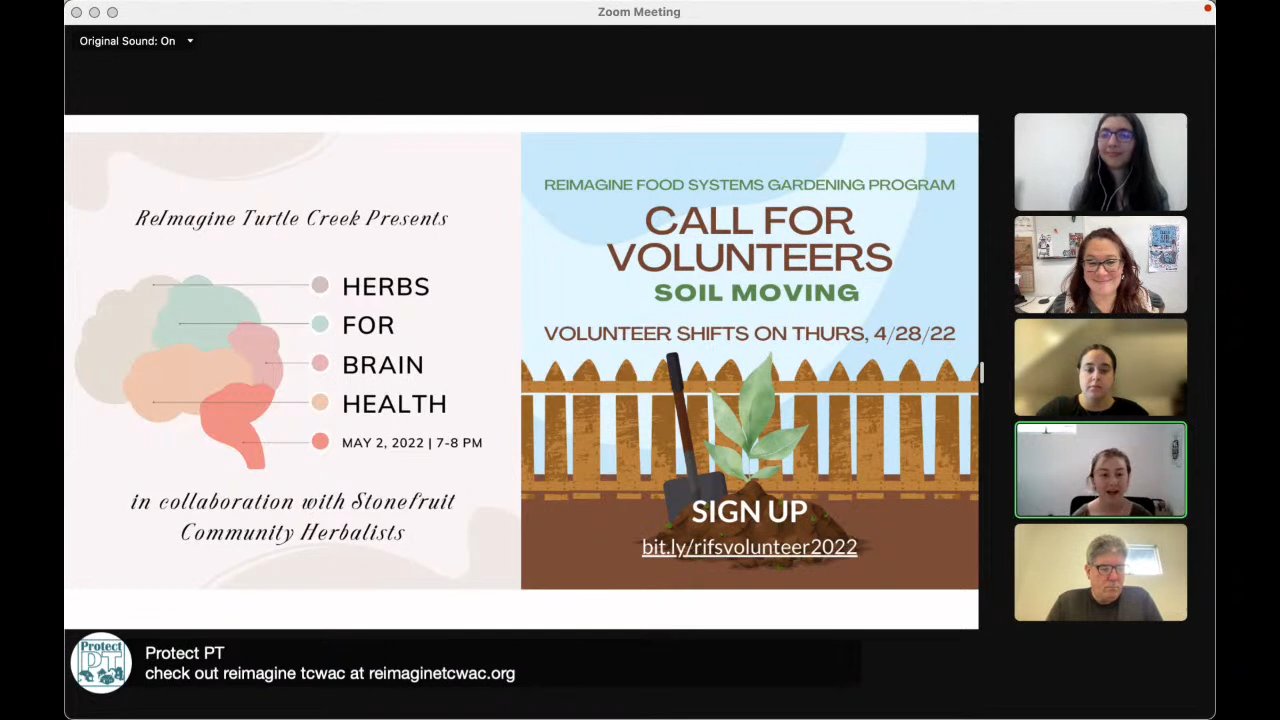 Zoom Meeting
Original Sound: On
ReImagine Turtle Creek Presents
HERBS
FOR
BRAIN
HEALTH
MAY 2, 2022 | 7-8 PM
in collaboration with Stonefruit
Community Herbalists
REIMAGINE FOOD SYSTEMS GARDENING PROGRAM
CALL FOR
VOLUNTEERS
SOIL MOVING
VOLUNTEER SHIFTS ON THURS, 4/28/22
SIGN UP
bit.ly/rifsvolunteer2022
Protect
PT
Protect PT
check out reimagine tcwac at reimaginetcwac.org